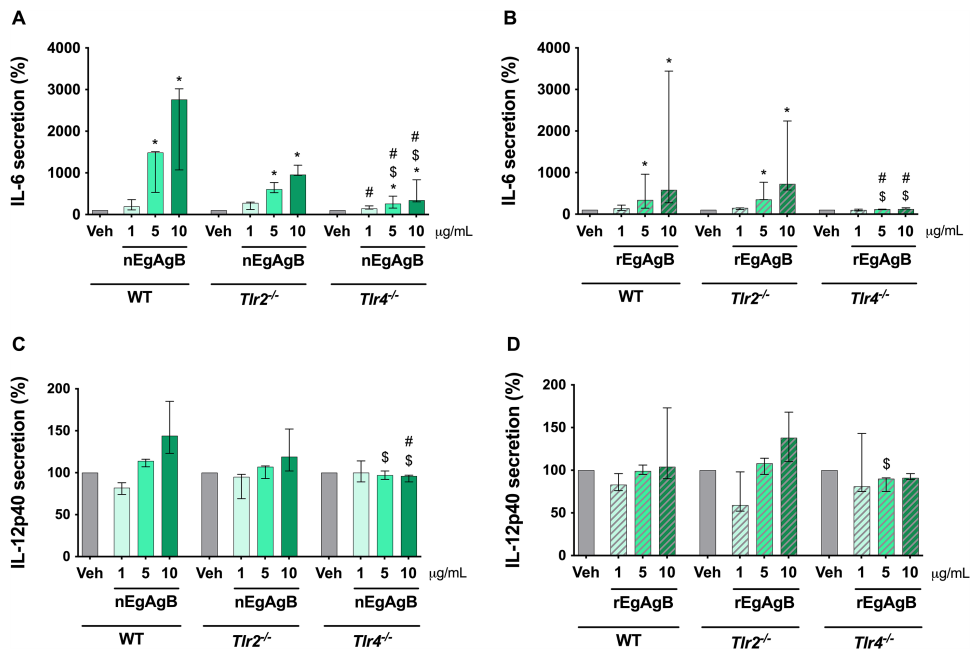 A
IL-6 secretion (%)
4000
3000
2000
1000
0
*
*
*
*
#
#
$
*
#
$
*
Veh 1 5 10 Veh 1 5 10 Veh 1 5 10 μg/mL
nEgAgB nEgAgB nEgAgB
WT Tlr2-/- Tlr4-/-
B
IL-6 secretion (%)
4000
3000
2000
1000
0
*
*
*
*
#
$
#
$
Veh 1 5 10 Veh 1 5 10 Veh 1 5 10 μg/mL
rEgAgB rEgAgB rEgAgB
WT Tlr2-/- Tlr4-/-
C
IL-12p40 secretion (%)
200
150
100
50
0
$
#
$
Veh 1 5 10 Veh 1 5 10 Veh 1 5 10 μg/mL
nEgAgB nEgAgB nEgAgB
WT Tlr2-/- Tlr4-/-
D
IL-12p40 secretion (%)
200
150
100
50
0
$
Veh 1 5 10 Veh 1 5 10 Veh 1 5 10 μg/mL
rEgAgB rEgAgB rEgAgB
WT Tlr2-/- Tlr4-/-